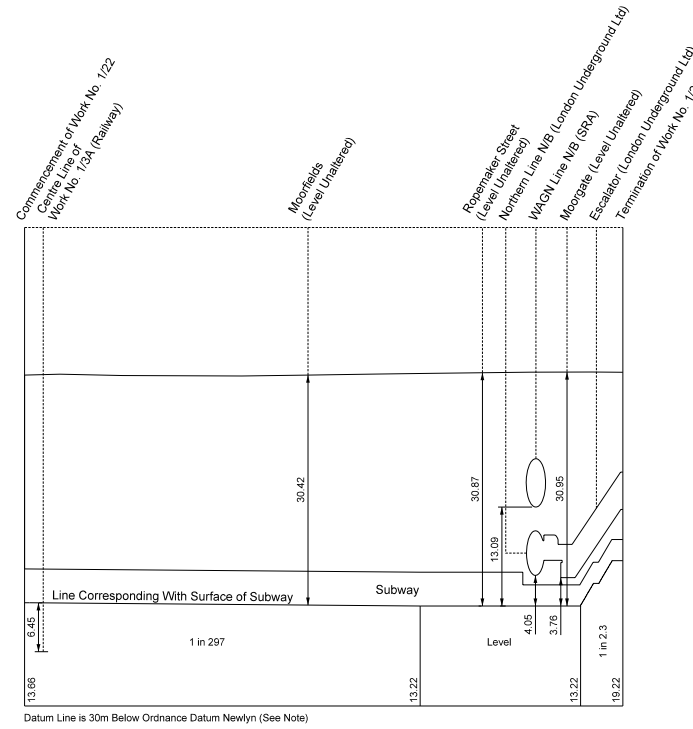 Commencement of Work No. 1/22
Centre Line of
Work No. 1/3A (Railway)
Moorfields
(Level Unaltered)
Ropemaker Street
(Level Unaltered)
Northern Line N/B (London Underground Ltd)
WAGN Line N/B (SRA)
Moorgate (Level Unaltered)
Escalator (London Underground Ltd)
Termination of Work No.
30.42
30.87
30.95
13.09
Line Corresponding With Surface of Subway
Subway
6.45
4.05
3.76
1 in 297
Level
1 in 2.3
13.66
13.22
13.22
19.22
Datum Line is 30m Below Ordnance Datum Newlyn (See Note)